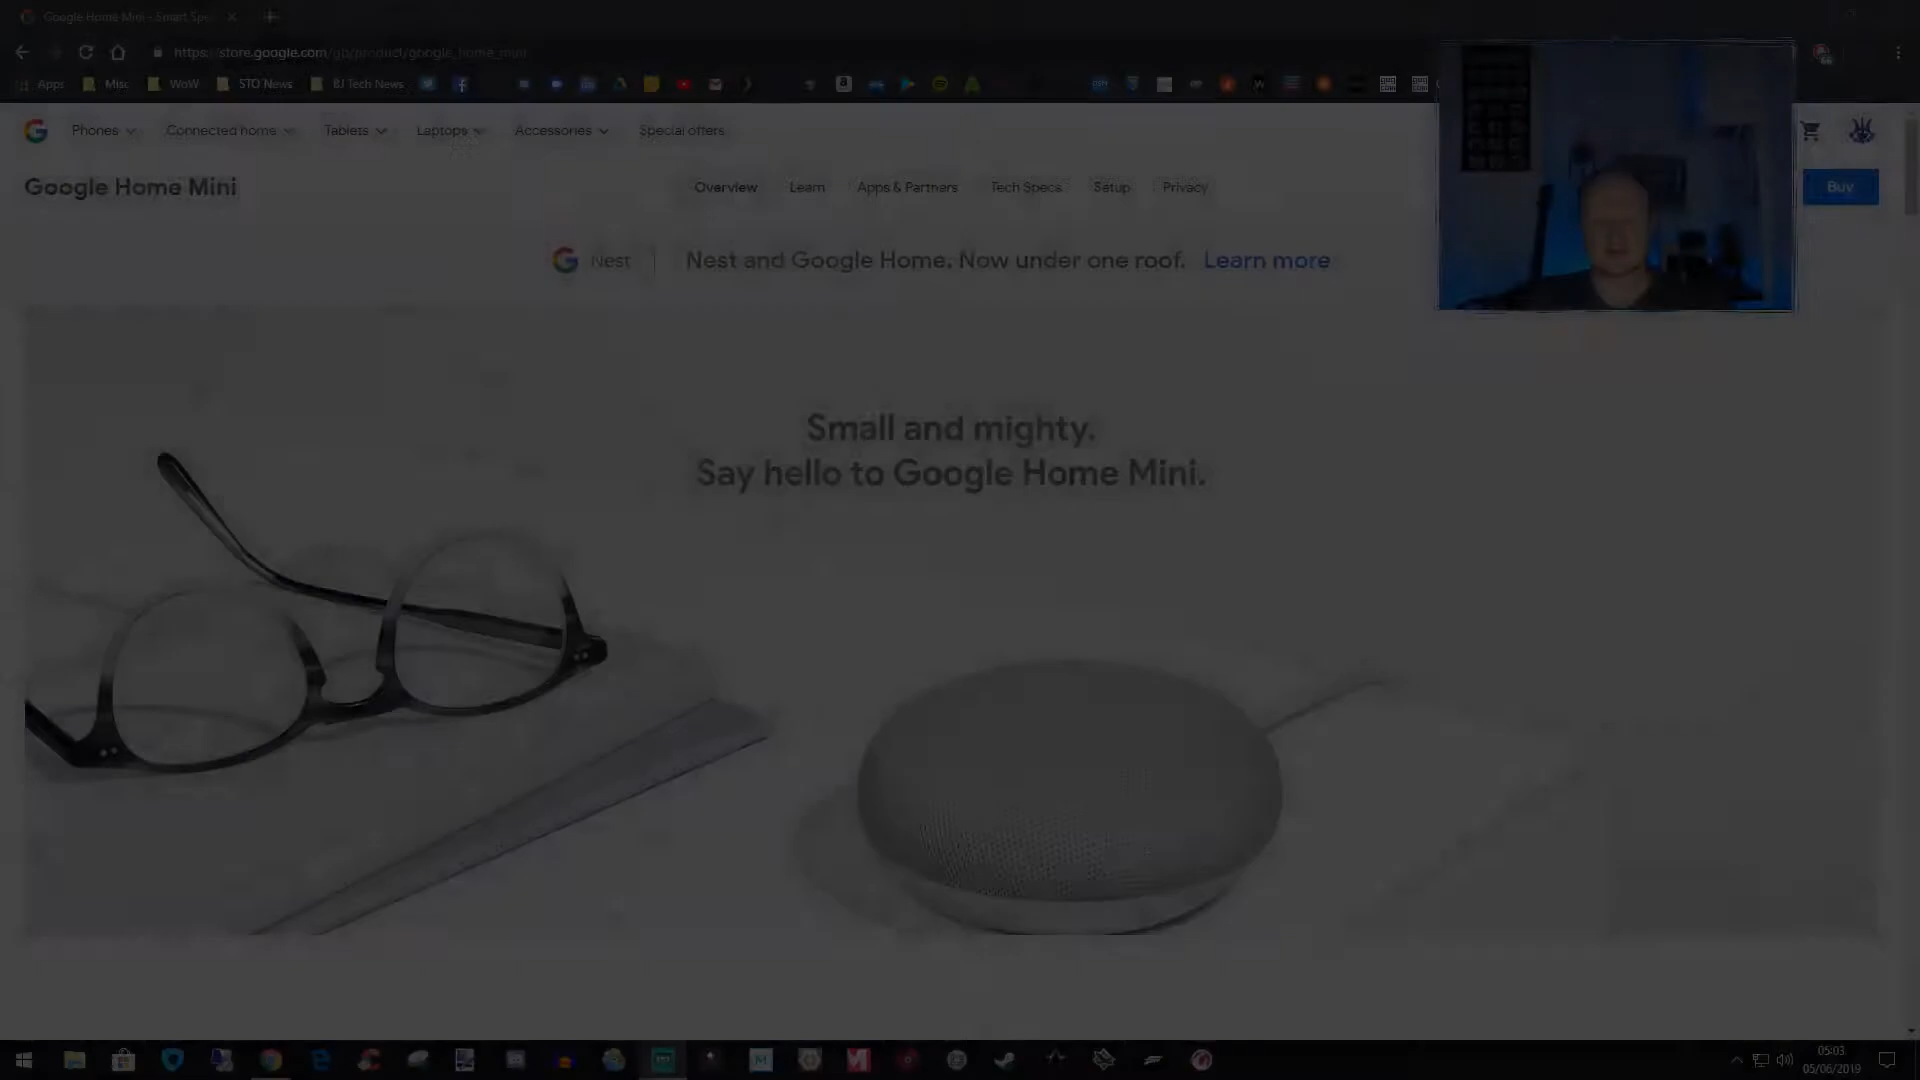 Google Home Mini - Smart Spe
https://store.google.com/gb/product/google_home_mini
Apps Misc WoW STO News BJ Tech News
Phones Connected home Tablets Laptops Accessories Special offers
Google Home Mini Overview Learn Apps & Partners Tech Specs Setup Privacy Buy
Nest Nest and Google Home. Now under one roof. Learn more
Small and mighty.
Say hello to Google Home Mini.
05:03
05/06/2019